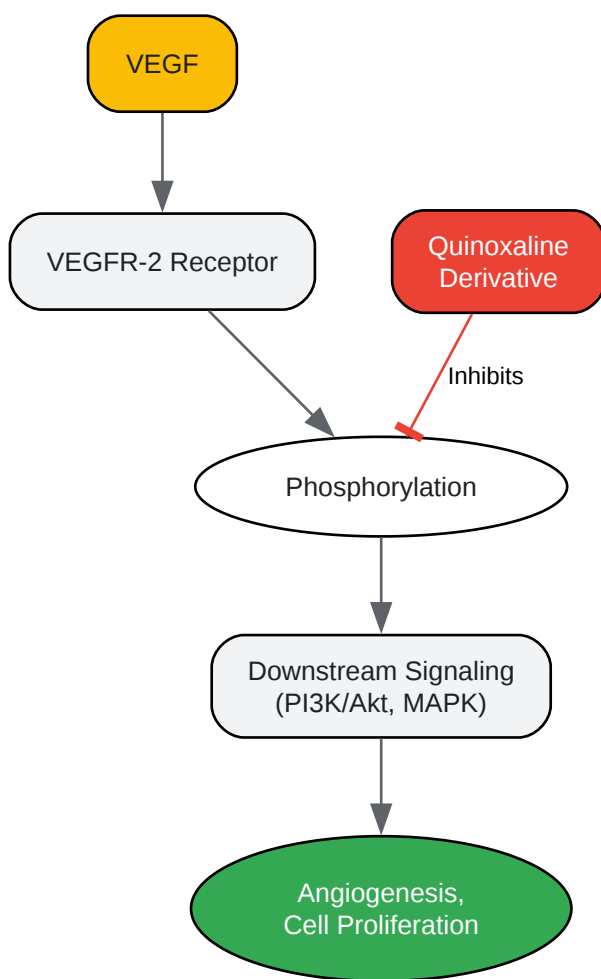 VEGF
VEGFR-2 Receptor
Quinoxaline
Derivative
Inhibits
Phosphorylation
Downstream Signaling
(PI3K/Akt, MAPK)
Angiogenesis,
Cell Proliferation